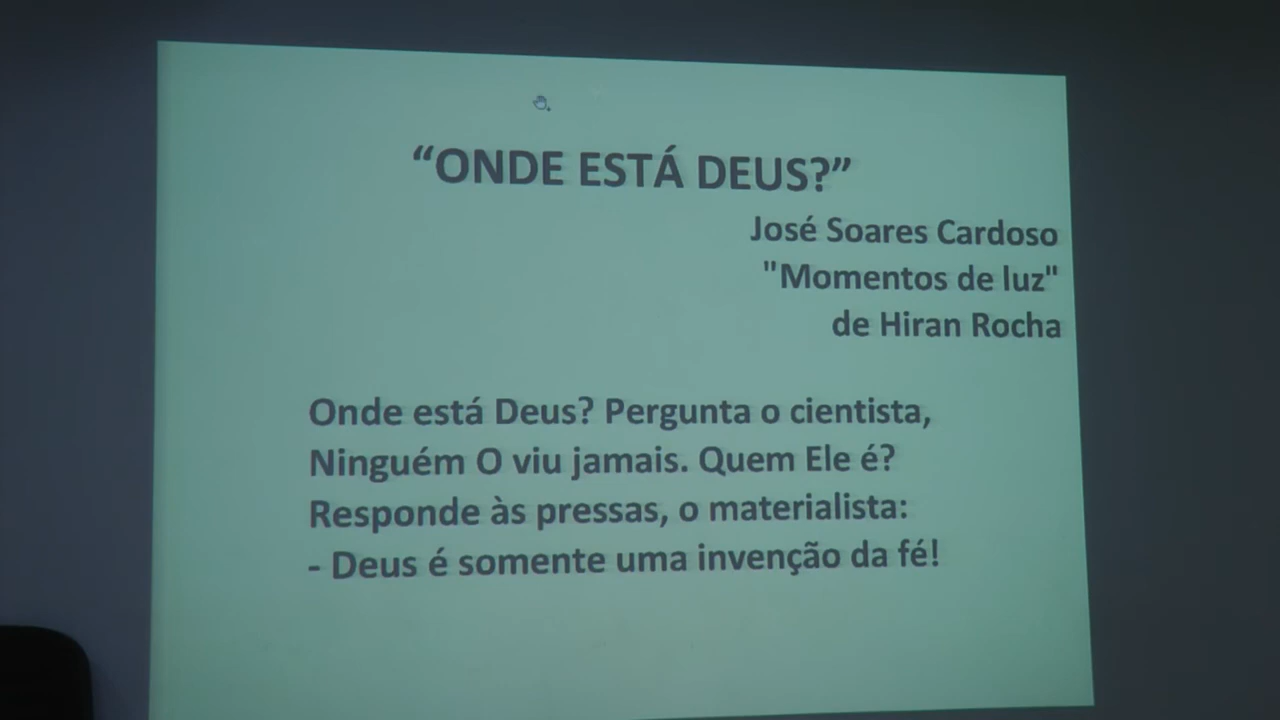 “ONDE ESTÁ DEUS?”
José Soares Cardoso
"Momentos de luz"
de Hiran Rocha
Onde está Deus? Pergunta o cientista,
Ninguém O viu jamais. Quem Ele é?
Responde às pressas, o materialista:
- Deus é somente uma invenção da fé!